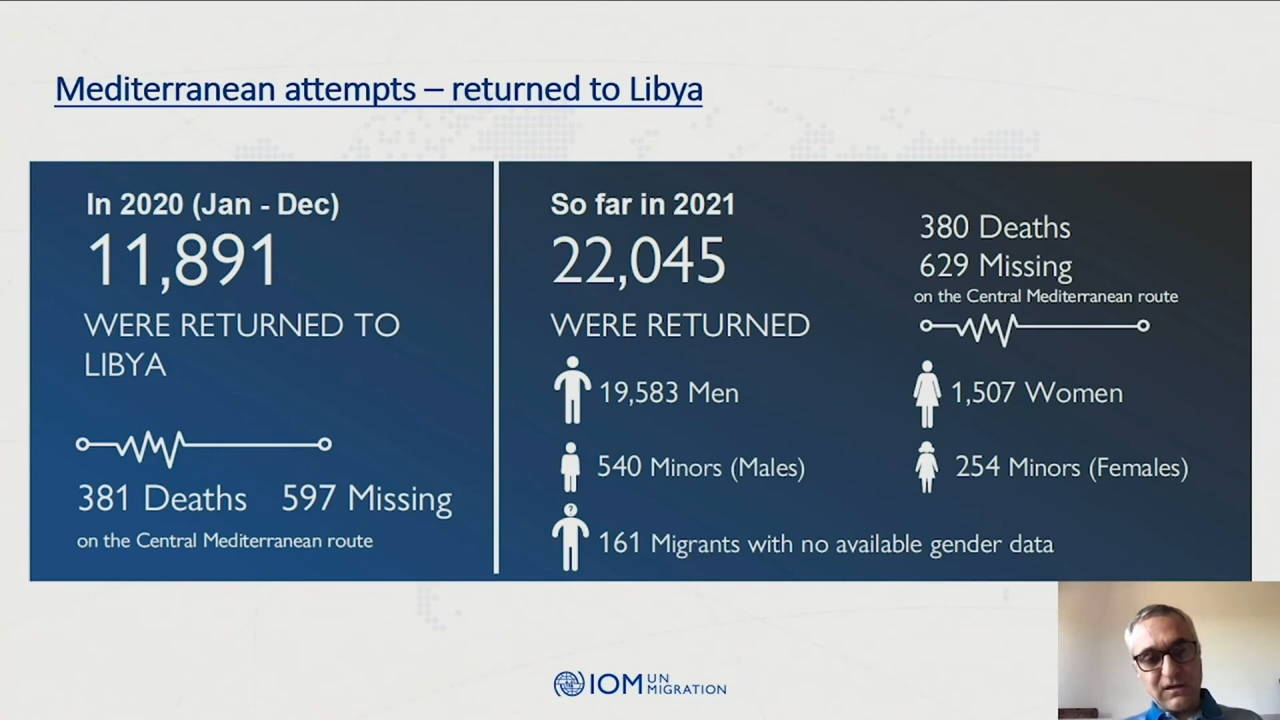 Mediterranean attempts – returned to Libya
In 2020 (Jan - Dec)
11,891
WERE RETURNED TO
LIBYA
381 Deaths 597 Missing
on the Central Mediterranean route
So far in 2021
22,045
WERE RETURNED
380 Deaths
629 Missing
on the Central Mediterranean route
19,583 Men
1,507 Women
540 Minors (Males)
254 Minors (Females)
?
161 Migrants with no available gender data
IOM UN
MIGRATION